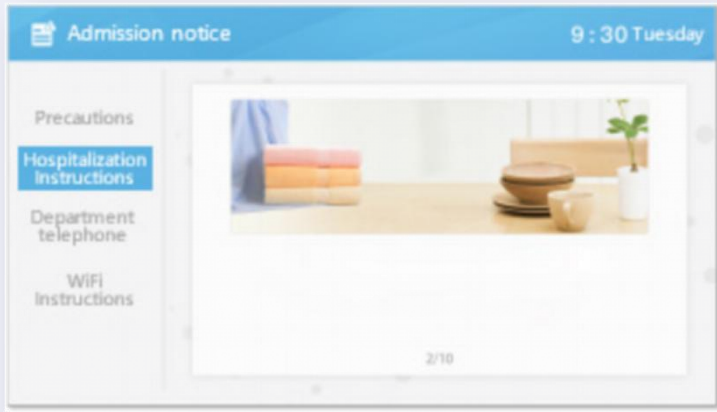 Admission notice
9:30 Tuesday
Precautions
Hospitalization
Instructions
Department
telephone
WiFi
Instructions
2/10